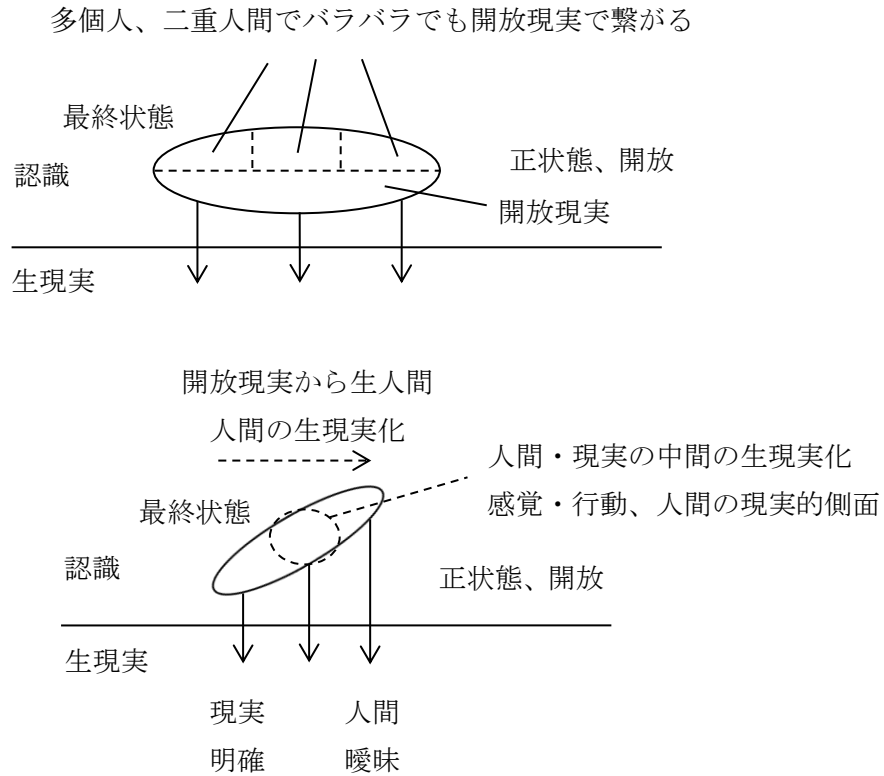 多個人、二重人間でバラバラでも開放現実で繋がる
最終状態
認識
正状態、開放
開放現実
生現実
開放現実から生人間
人間の生現実化
人間・現実の中間の生現実化
感覚・行動、人間の現実的側面
最終状態
認識
正状態、開放
生現実
現実
人間
明確
曖昧